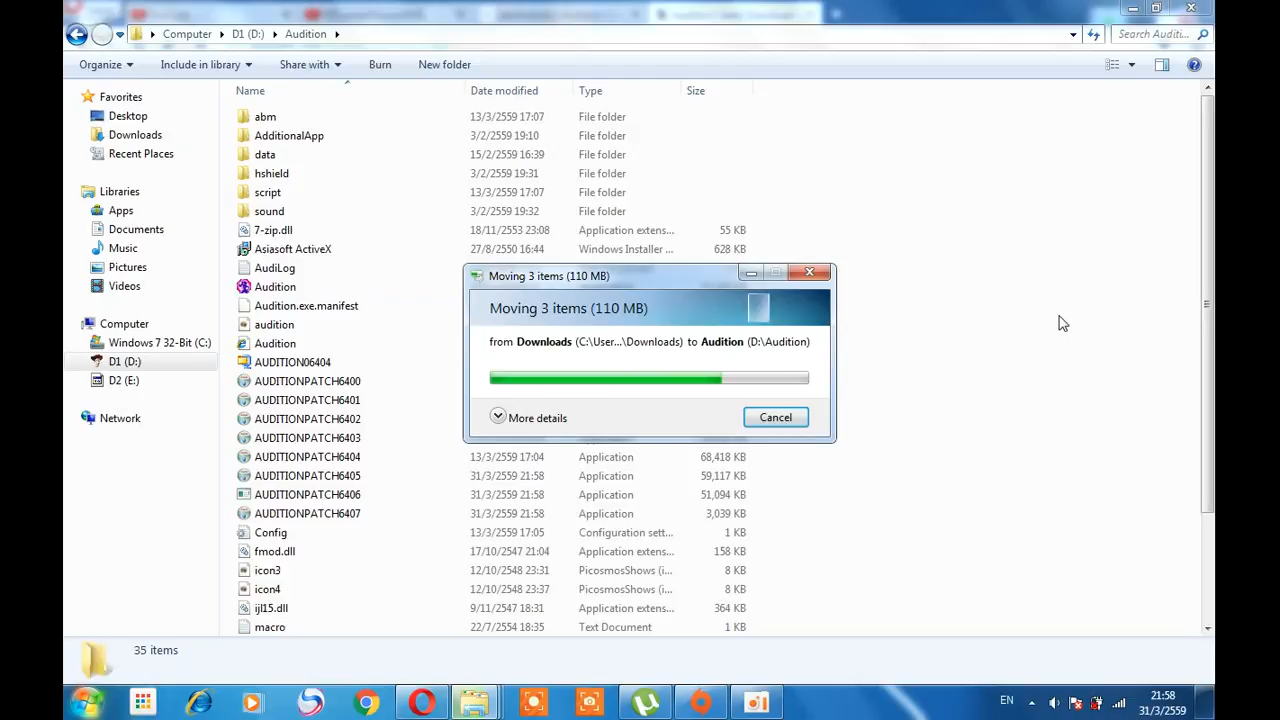 Computer ▸ D1 (D:) ▸ Audition ▸
Search Auditi...
Organize Include in library Share with Burn New folder
Name Date modified Type Size
Favorites
Desktop
Downloads
Recent Places
Libraries
Apps
Documents
Music
Pictures
Videos
Computer
Windows 7 32-Bit (C:)
D1 (D:)
D2 (E:)
Network
abm 13/3/2559 17:07 File folder
AdditionalApp 3/2/2559 19:10 File folder
data 15/2/2559 16:39 File folder
hshield 3/2/2559 19:31 File folder
script 13/3/2559 17:07 File folder
sound 3/2/2559 19:32 File folder
7-zip.dll 18/11/2553 23:08 Application extens... 55 KB
Asiasoft ActiveX 27/8/2550 16:44 Windows Installer ... 628 KB
AudiLog
Audition
Audition.exe.manifest
audition
Audition
AUDITION06404
AUDITIONPATCH6400
AUDITIONPATCH6401
AUDITIONPATCH6402
AUDITIONPATCH6403
AUDITIONPATCH6404 13/3/2559 17:04 Application 68,418 KB
AUDITIONPATCH6405 31/3/2559 21:58 Application 59,117 KB
AUDITIONPATCH6406 31/3/2559 21:58 Application 51,094 KB
AUDITIONPATCH6407 31/3/2559 21:58 Application 3,039 KB
Config 13/3/2559 17:05 Configuration sett... 1 KB
fmod.dll 17/10/2547 21:04 Application extens... 158 KB
icon3 12/10/2548 23:31 PicosmosShows (i... 8 KB
icon4 12/10/2548 23:37 PicosmosShows (i... 8 KB
ijl15.dll 9/11/2547 18:31 Application extens... 364 KB
macro 22/7/2554 18:35 Text Document 1 KB
Moving 3 items (110 MB)
Moving 3 items (110 MB)
from Downloads (C:\User...\Downloads) to Audition (D:\Audition)
More details
Cancel
35 items
EN
21:58
31/3/2559